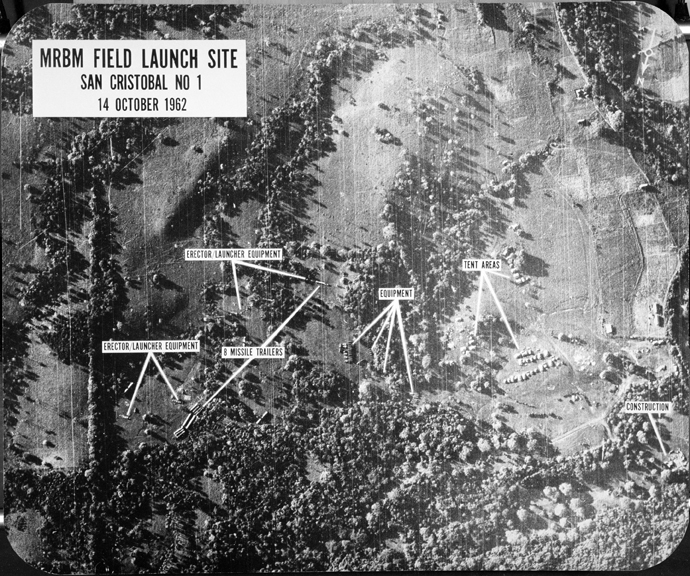 MRBM FIELD LAUNCH SITE
SAN CRISTOBAL NO 1
14 OCTOBER 1962
ERECTOR/LAUNCHER EQUIPMENT
TENT AREAS
EQUIPMENT
ERECTOR/LAUNCHER EQUIPMENT
8 MISSILE TRAILERS
CONSTRUCTION